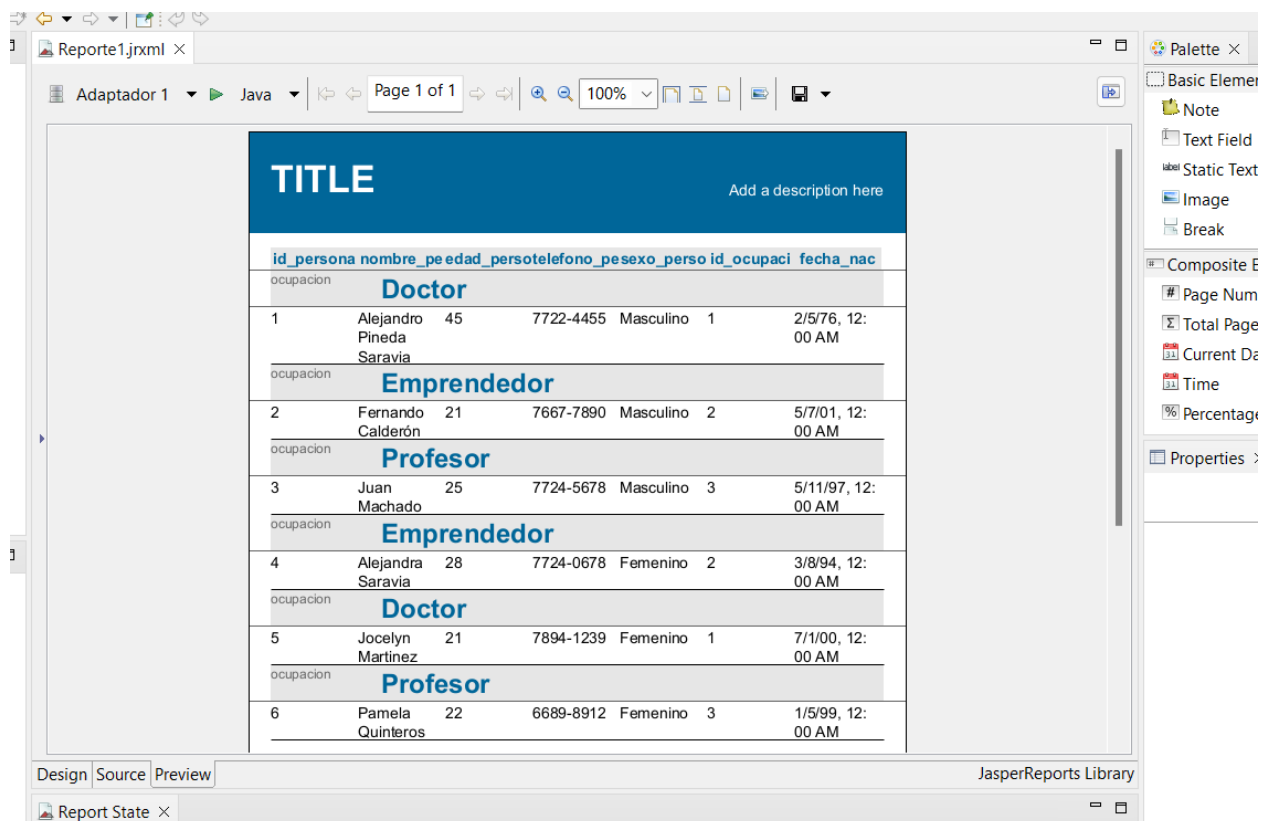 Reporte1.jrxml
Palette
Adaptador 1 Java Page 1 of 1 100%
Basic Elemen
Note
Text Field
label Static Text
Image
Break
Composite E
# Page Num
Σ Total Page
31 Current Da
31 Time
% Percentage
Properties
TITLE
Add a description here
id_persona nombre_pe edad_perso telefono_pe sexo_perso id_ocupaci fecha_nac
ocupacion Doctor
1 Alejandro 45 7722-4455 Masculino 1 2/5/76, 12:
Pineda 00 AM
Saravia
ocupacion Emprendedor
2 Fernando 21 7667-7890 Masculino 2 5/7/01, 12:
Calderón 00 AM
ocupacion Profesor
3 Juan 25 7724-5678 Masculino 3 5/11/97, 12:
Machado 00 AM
ocupacion Emprendedor
4 Alejandra 28 7724-0678 Femenino 2 3/8/94, 12:
Saravia 00 AM
ocupacion Doctor
5 Jocelyn 21 7894-1239 Femenino 1 7/1/00, 12:
Martinez 00 AM
ocupacion Profesor
6 Pamela 22 6689-8912 Femenino 3 1/5/99, 12:
Quinteros 00 AM
Design Source Preview JasperReports Library
Report State